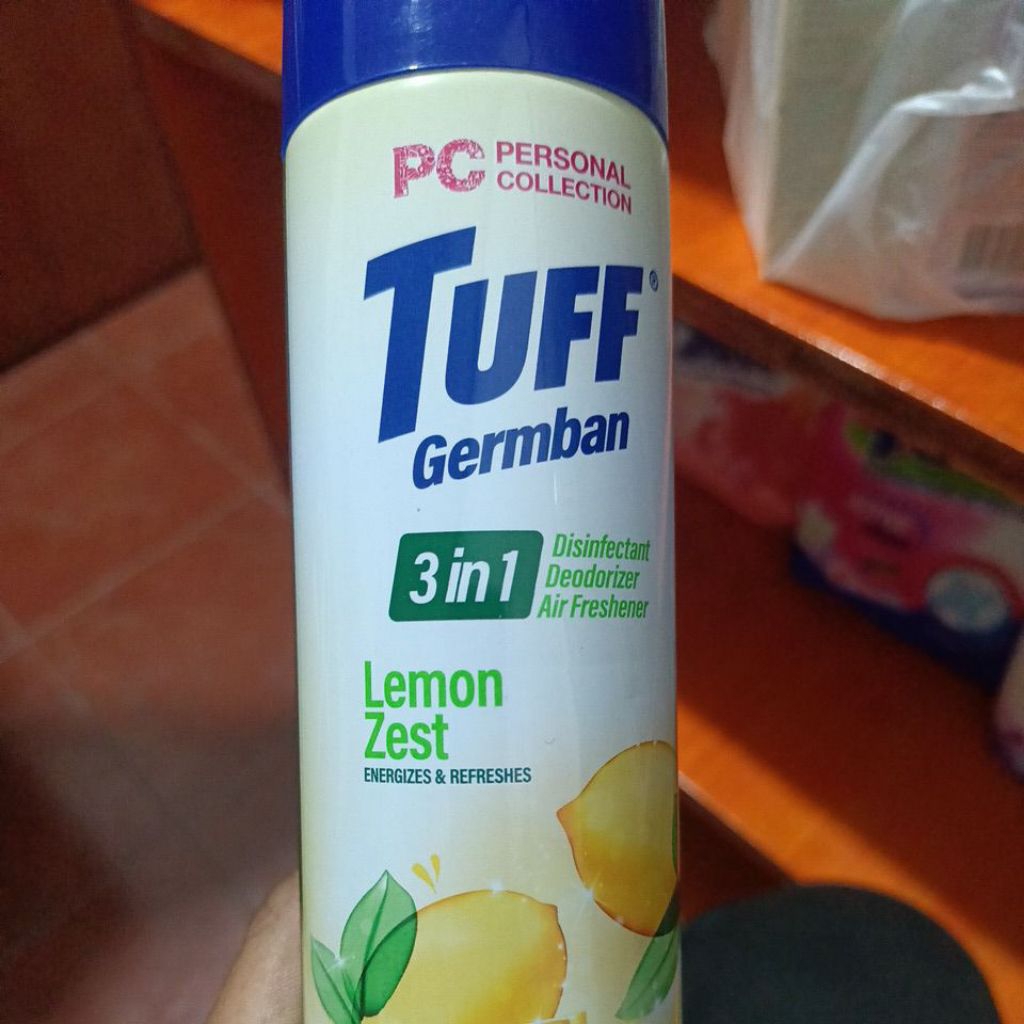 PC PERSONAL
COLLECTION
TUFF®
Germban
3 in 1
Disinfectant
Deodorizer
Air Freshener
Lemon
Zest
ENERGIZES & REFRESHES